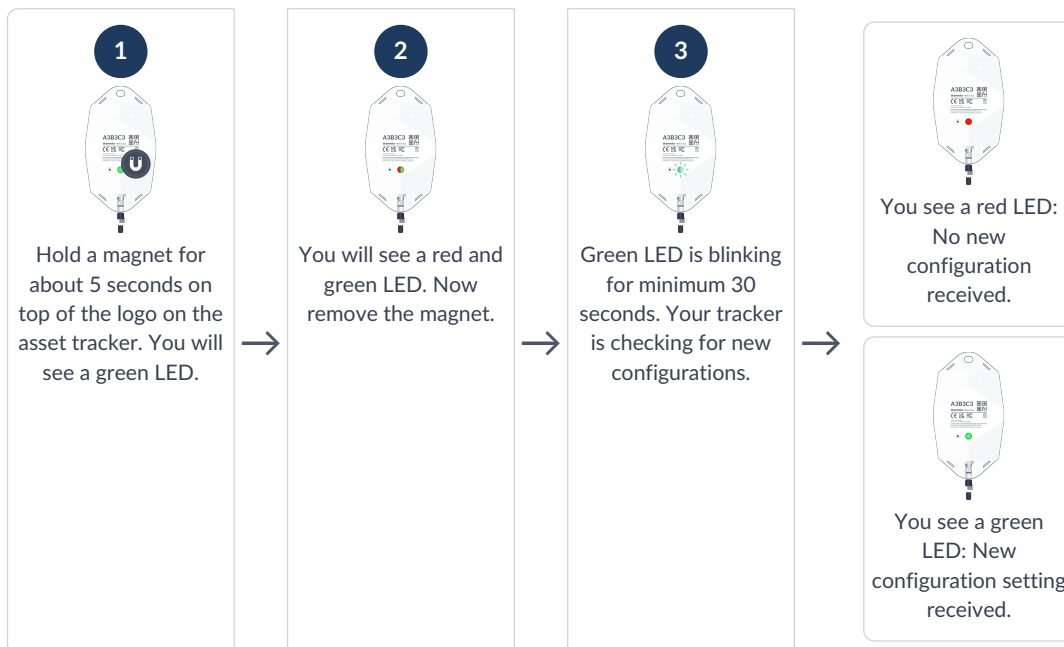 1
A3B3C3
Hold a magnet for
about 5 seconds on
top of the logo on the
asset tracker. You will
see a green LED.
2
A3B3C3
You will see a red and
green LED. Now
remove the magnet.
3
A3B3C3
Green LED is blinking
for minimum 30
seconds. Your tracker
is checking for new
configurations.
A3B3C3
You see a red LED:
No new
configuration
received.
A3B3C3
You see a green
LED: New
configuration setting
received.